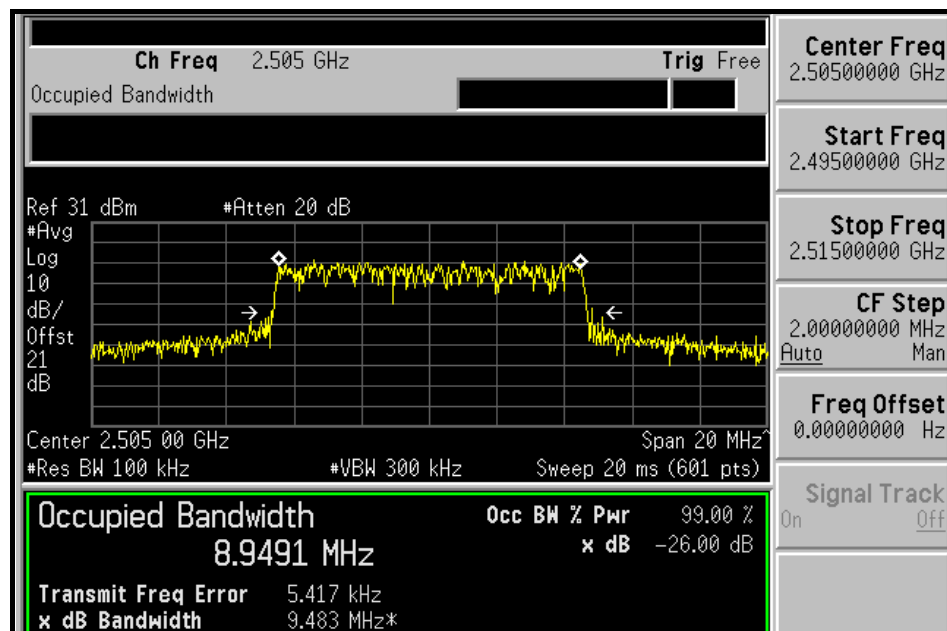 Ch Freq 2.505 GHz Trig Free
Occupied Bandwidth
Ref 31 dBm #Atten 20 dB
#Avg
Log
10
dB/
Offst
21
dB
Center 2.505 00 GHz Span 20 MHz^
#Res BW 100 kHz #VBW 300 kHz Sweep 20 ms (601 pts)
Occupied Bandwidth Occ BW % Pwr 99.00 %
8.9491 MHz x dB -26.00 dB
Transmit Freq Error 5.417 kHz
x dB Bandwidth 9.483 MHz*
Center Freq
2.50500000 GHz
Start Freq
2.49500000 GHz
Stop Freq
2.51500000 GHz
CF Step
2.00000000 MHz
Auto Man
Freq Offset
0.00000000 Hz
Signal Track
On Off